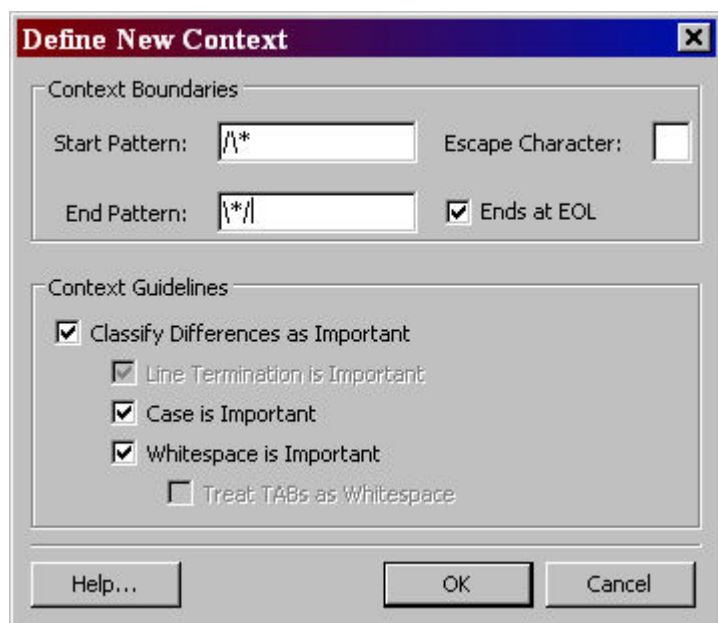 Define New Context
Context Boundaries
Start Pattern: /\* Escape Character:
End Pattern: \*/ Ends at EOL
Context Guidelines
Classify Differences as Important
Line Termination is Important
Case is Important
Whitespace is Important
Treat TABs as Whitespace
Help... OK Cancel